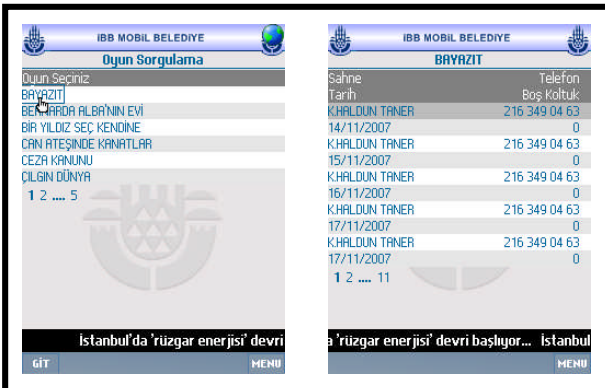 İBB MOBİL BELEDİYE
Oyun Sorgulama
Oyun Seçiniz
BAYAZIT
BERNARDA ALBA'NIN EVİ
BİR YILDIZ SEÇ KENDİNE
CAN ATEŞİNDE KANATLAR
CEZA KANUNU
ÇILGIN DÜNYA
1 2 .... 5
İstanbul'da 'rüzgar enerjisi' devri
GİT MENU
İBB MOBİL BELEDİYE
BAYAZIT
Sahne Telefon
Tarih Boş Koltuk
K.HALDUN TANER 216 349 04 63
14/11/2007 0
K.HALDUN TANER 216 349 04 63
15/11/2007 0
K.HALDUN TANER 216 349 04 63
16/11/2007 0
K.HALDUN TANER 216 349 04 63
17/11/2007 0
K.HALDUN TANER 216 349 04 63
17/11/2007 0
1 2 .... 11
a 'rüzgar enerjisi' devri başlıyor... İstanbul
MENU